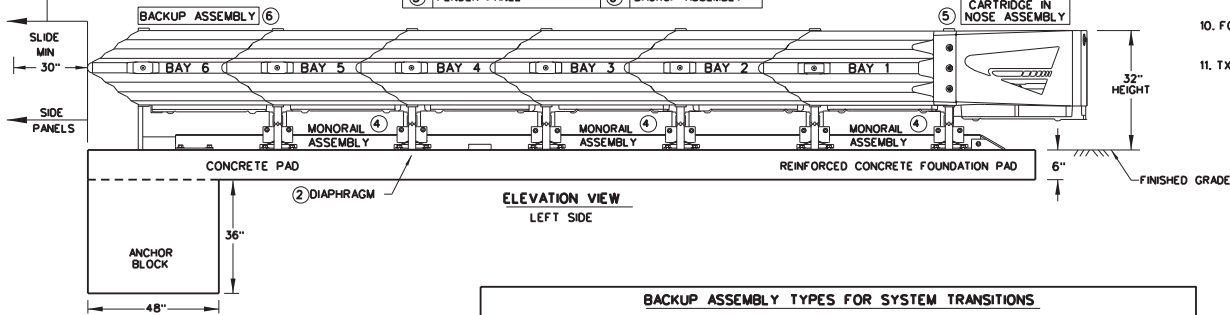 CARTRIDGE IN
NOSE ASSEMBLY
BACKUP ASSEMBLY 6
5
10. FO
SLIDE
MIN
30"
BAY 6
BAY 5
BAY 4
BAY 3
BAY 2
BAY 1
11. TX
32"
HEIGHT
SIDE
PANELS
MONORAIL 4
ASSEMBLY
MONORAIL 4
ASSEMBLY
MONORAIL 4
ASSEMBLY
CONCRETE PAD
REINFORCED CONCRETE FOUNDATION PAD
6"
FINISHED GRADE
2 DIAPHRAGM
ELEVATION VIEW
LEFT SIDE
36"
ANCHOR
BLOCK
48"
BACKUP ASSEMBLY TYPES FOR SYSTEM TRANSITIONS